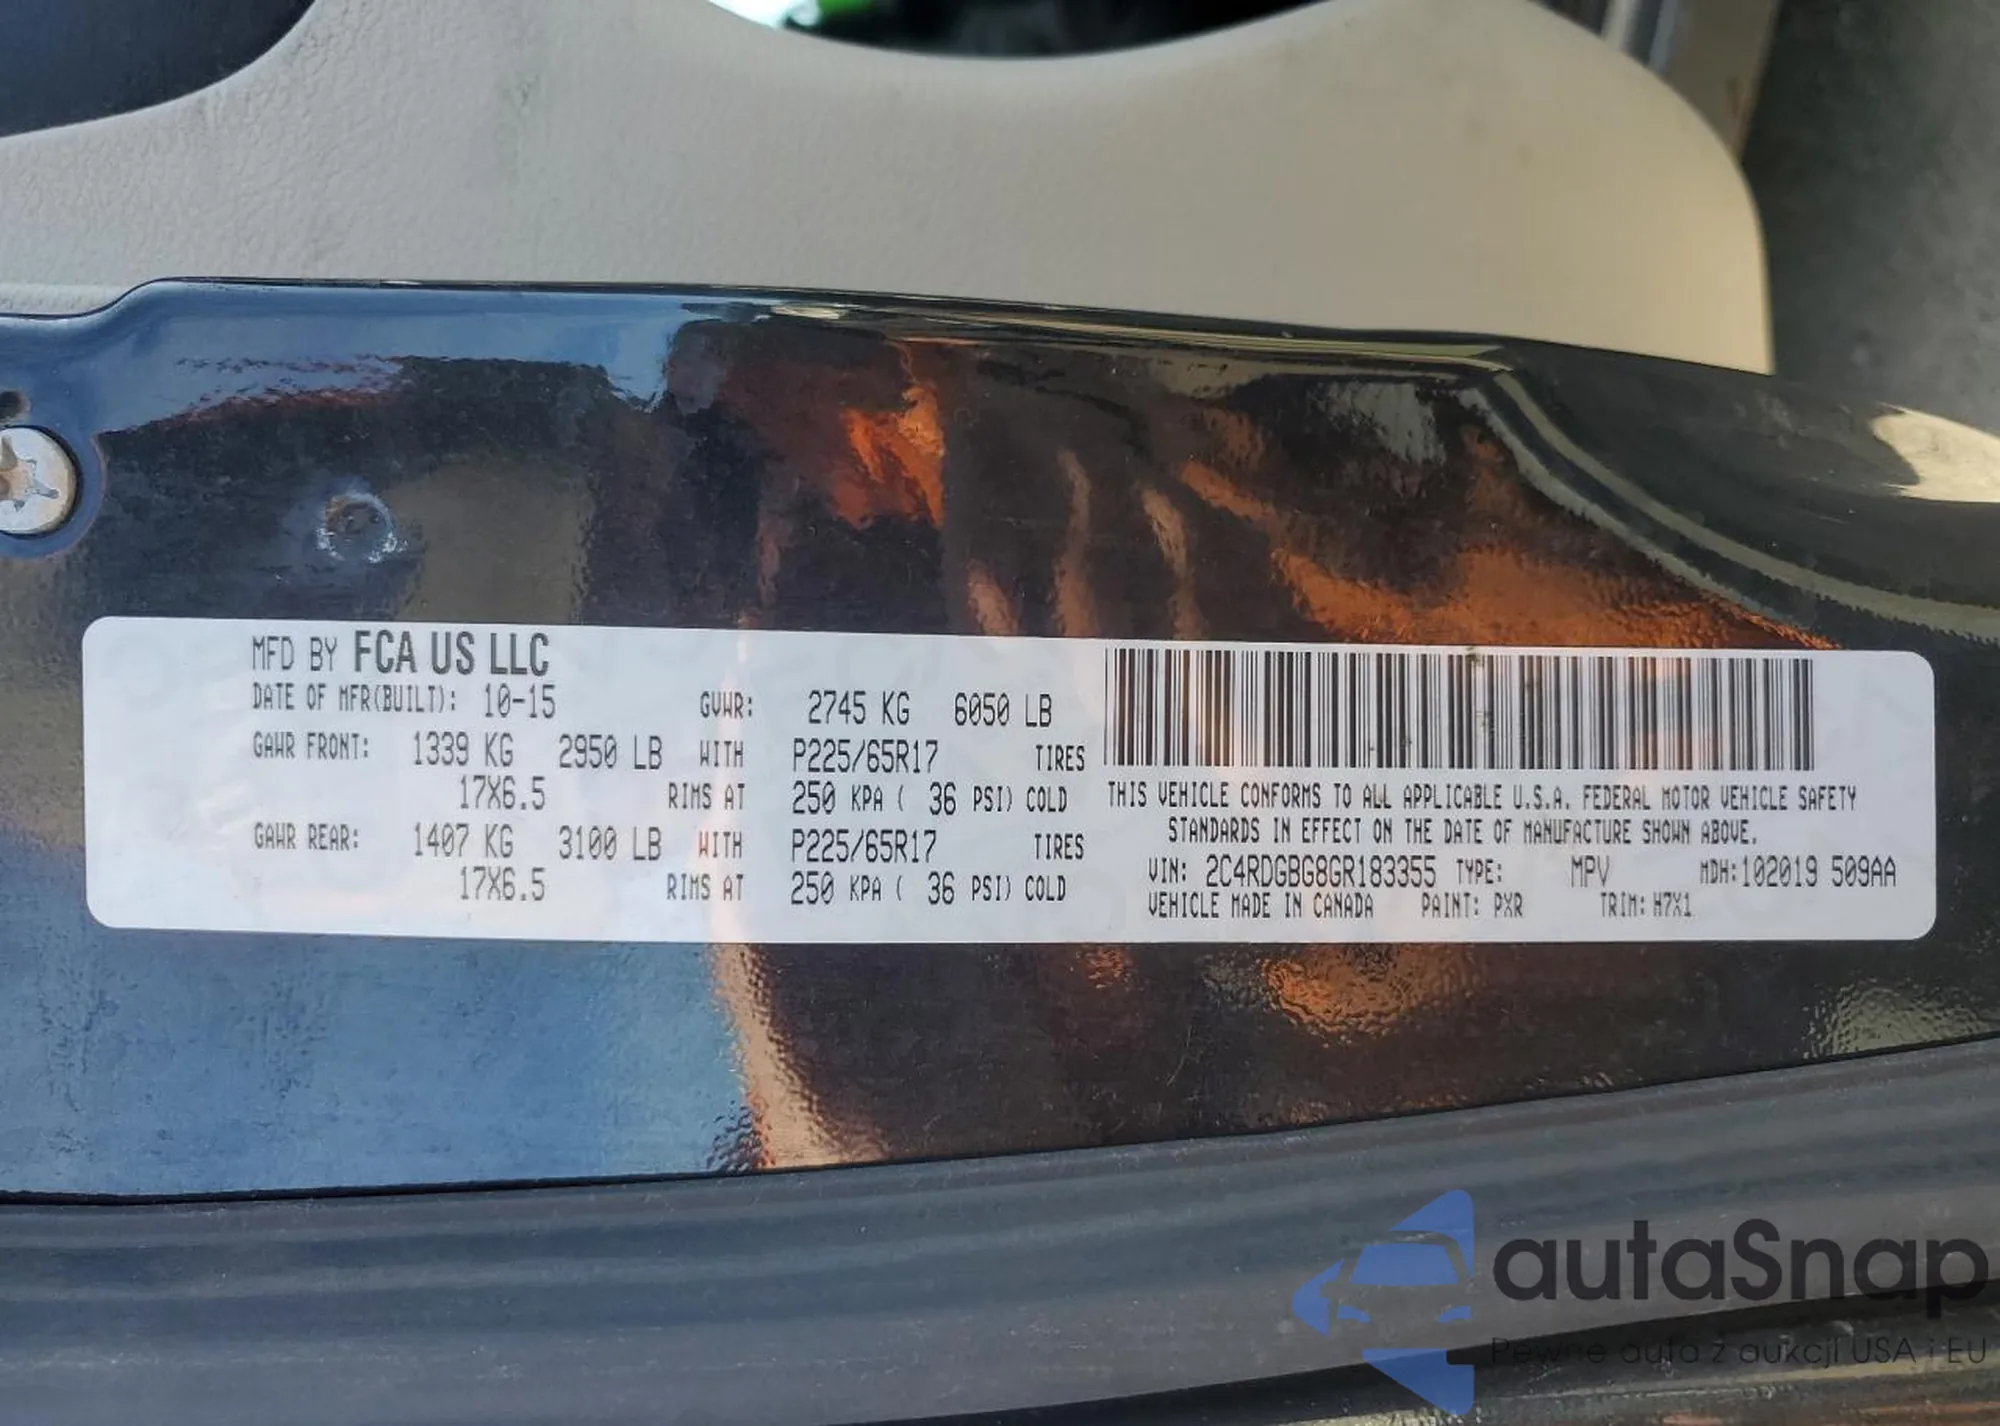 MFD BY FCA US LLC
DATE OF MFR(BUILT): 10-15 GVWR: 2745 KG 6050 LB
GAWR FRONT: 1339 KG 2950 LB WITH P225/65R17 TIRES
17X6.5 RIMS AT 250 KPA ( 36 PSI) COLD
GAWR REAR: 1407 KG 3100 LB WITH P225/65R17 TIRES
17X6.5 RIMS AT 250 KPA ( 36 PSI) COLD
THIS VEHICLE CONFORMS TO ALL APPLICABLE U.S.A. FEDERAL MOTOR VEHICLE SAFETY
STANDARDS IN EFFECT ON THE DATE OF MANUFACTURE SHOWN ABOVE.
VIN: 2C4RDGBG8GR183355 TYPE: MPV MDH:102019 509AA
VEHICLE MADE IN CANADA PAINT: PXR TRIM: H7X1
autaSnap
Pewne auta z aukcji USA i EU